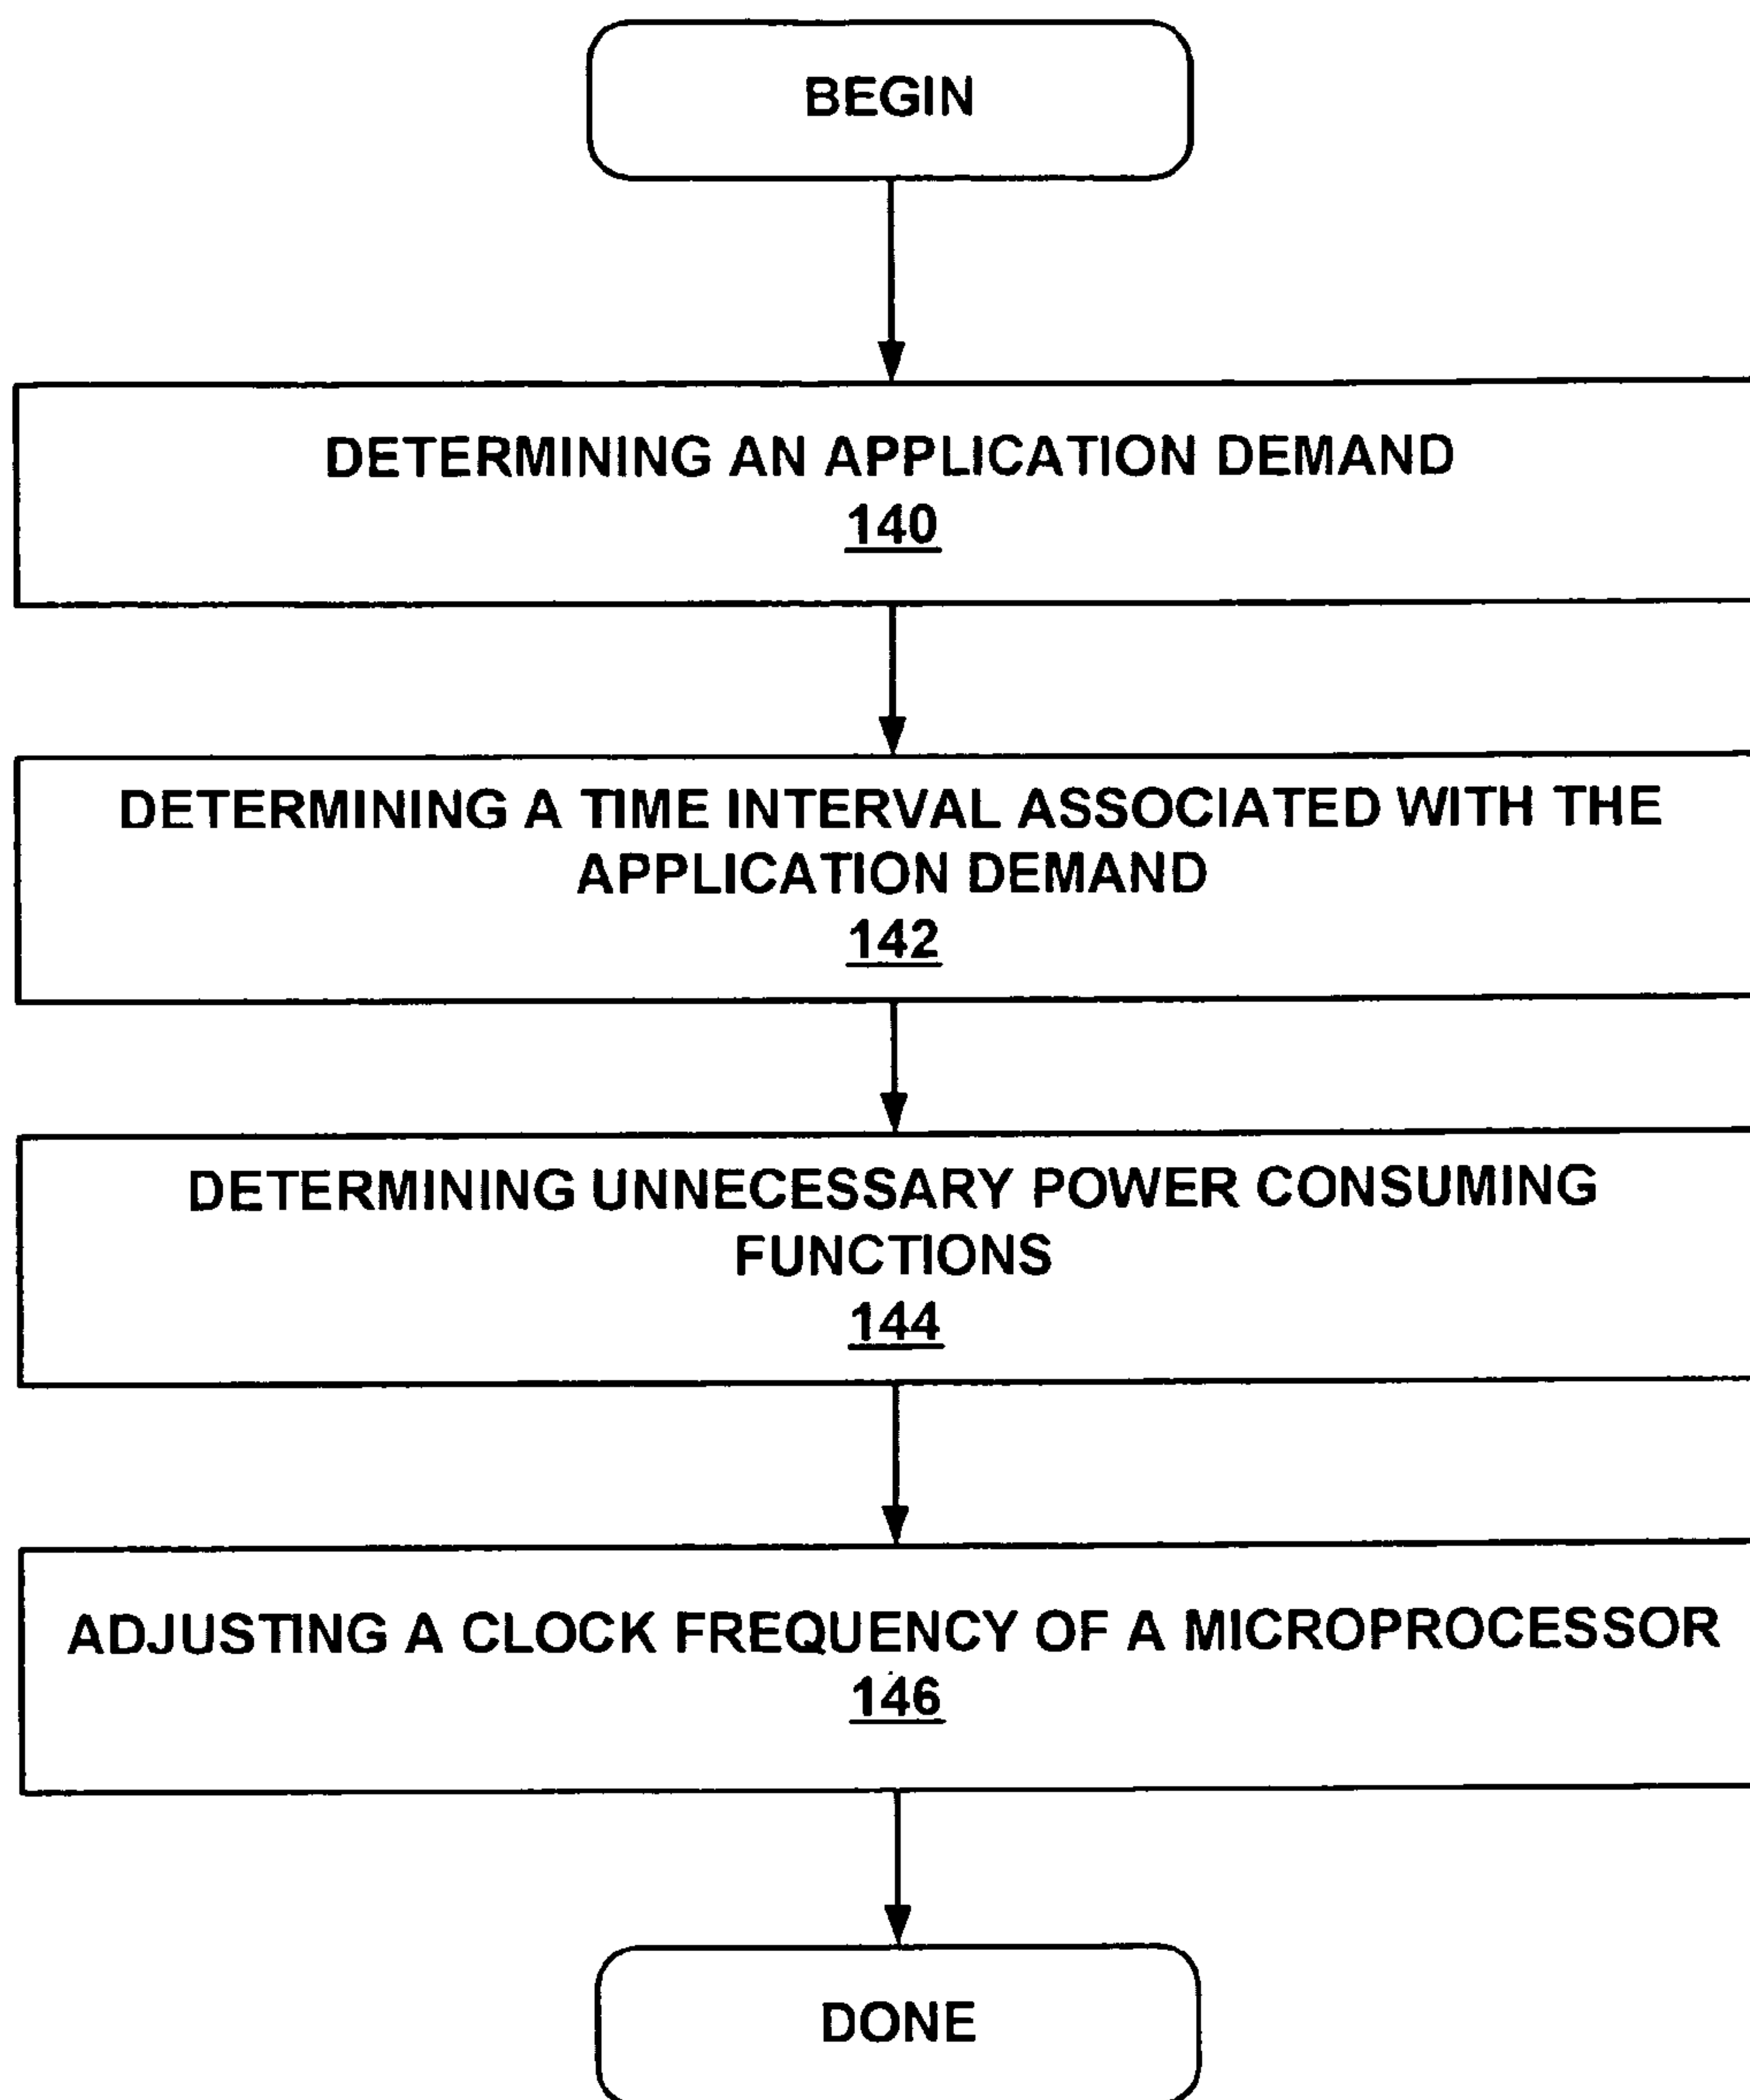 BEGIN
DETERMINING AN APPLICATION DEMAND
140
DETERMINING A TIME INTERVAL ASSOCIATED WITH THE
APPLICATION DEMAND
142
DETERMINING UNNECESSARY POWER CONSUMING
FUNCTIONS
144
ADJUSTING A CLOCK FREQUENCY OF A MICROPROCESSOR
146
DONE